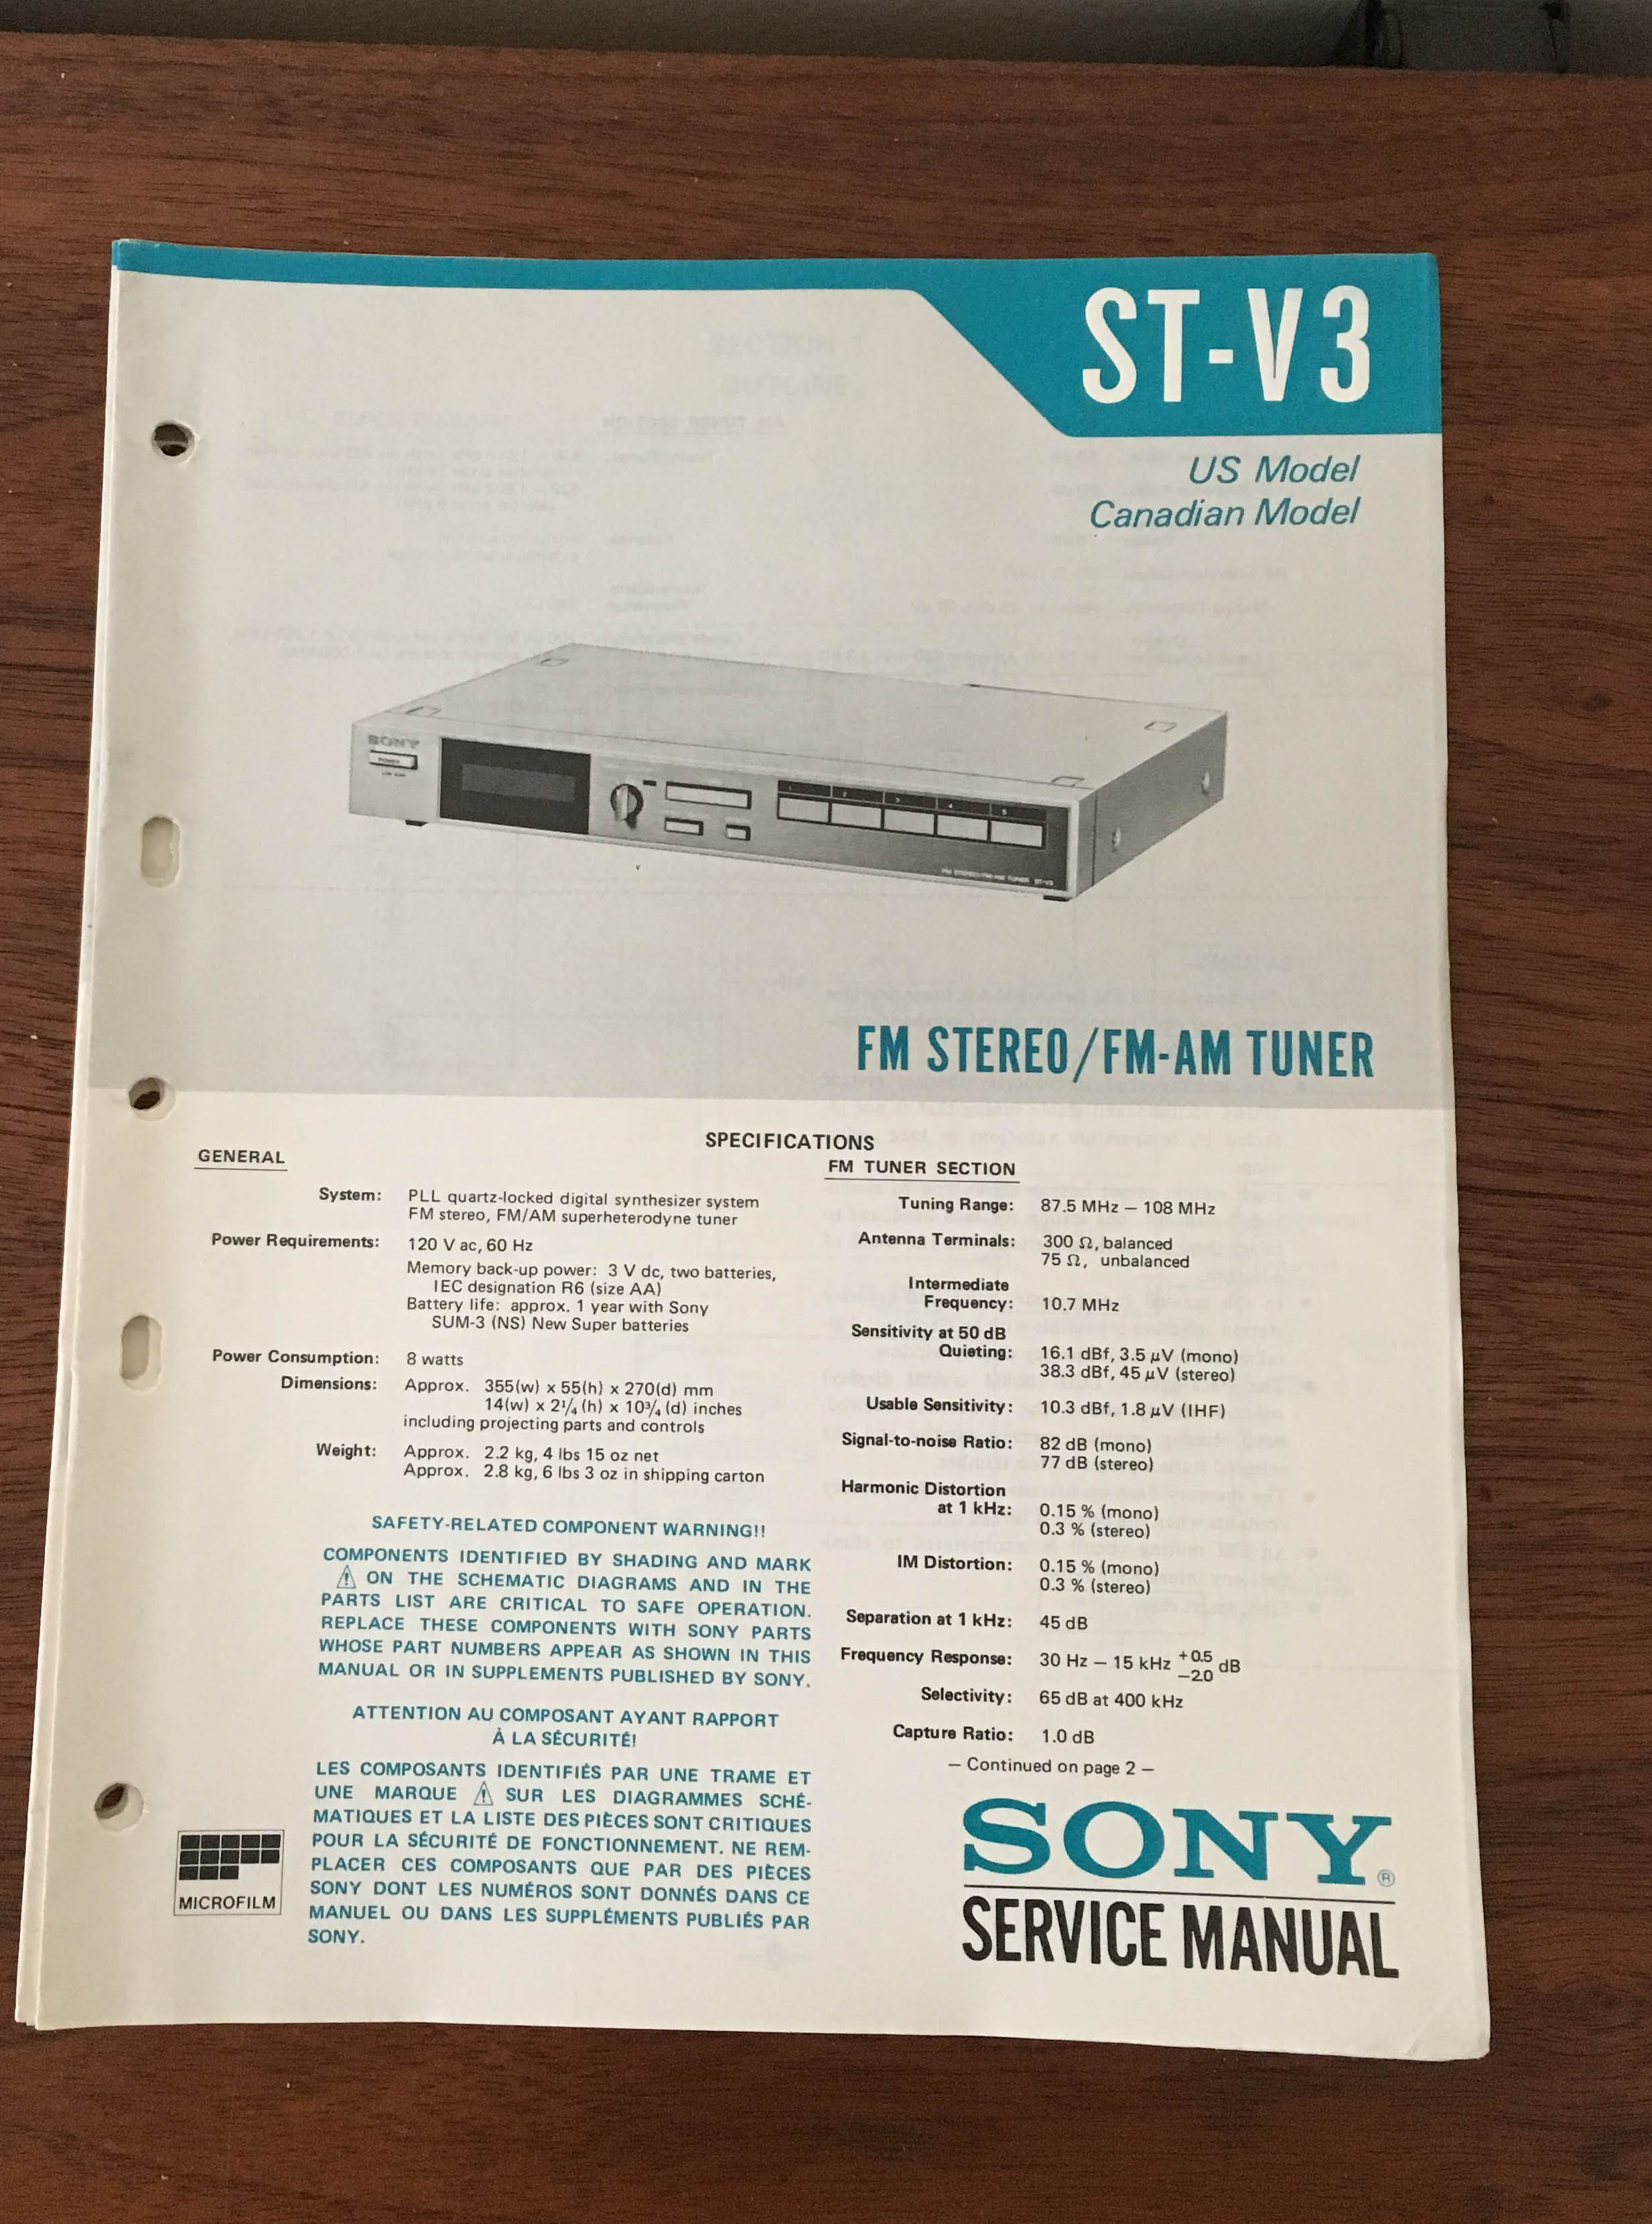 ST-V3
US Model
Canadian Model
SONY
POWER
1 2 3 4 5
FM STEREO/FM-AM TUNER ST-V3
FM STEREO/FM-AM TUNER
SPECIFICATIONS
GENERAL
System: PLL quartz-locked digital synthesizer system
FM stereo, FM/AM superheterodyne tuner
Power Requirements: 120 V ac, 60 Hz
Memory back-up power: 3 V dc, two batteries,
IEC designation R6 (size AA)
Battery life: approx. 1 year with Sony
SUM-3 (NS) New Super batteries
Power Consumption: 8 watts
Dimensions: Approx. 355(w) x 55(h) x 270(d) mm
14(w) x 2¼ (h) x 10¾ (d) inches
including projecting parts and controls
Weight: Approx. 2.2 kg, 4 lbs 15 oz net
Approx. 2.8 kg, 6 lbs 3 oz in shipping carton
SAFETY-RELATED COMPONENT WARNING!!
COMPONENTS IDENTIFIED BY SHADING AND MARK
⚠ ON THE SCHEMATIC DIAGRAMS AND IN THE
PARTS LIST ARE CRITICAL TO SAFE OPERATION.
REPLACE THESE COMPONENTS WITH SONY PARTS
WHOSE PART NUMBERS APPEAR AS SHOWN IN THIS
MANUAL OR IN SUPPLEMENTS PUBLISHED BY SONY.
ATTENTION AU COMPOSANT AYANT RAPPORT
À LA SÉCURITÉ!
LES COMPOSANTS IDENTIFIÉS PAR UNE TRAME ET
UNE MARQUE ⚠ SUR LES DIAGRAMMES SCHÉ-
MATIQUES ET LA LISTE DES PIÈCES SONT CRITIQUES
POUR LA SÉCURITÉ DE FONCTIONNEMENT. NE REM-
PLACER CES COMPOSANTS QUE PAR DES PIÈCES
SONY DONT LES NUMÉROS SONT DONNÉS DANS CE
MANUEL OU DANS LES SUPPLÉMENTS PUBLIÉS PAR
SONY.
MICROFILM
FM TUNER SECTION
Tuning Range: 87.5 MHz – 108 MHz
Antenna Terminals: 300 Ω, balanced
75 Ω, unbalanced
Intermediate
Frequency: 10.7 MHz
Sensitivity at 50 dB
Quieting: 16.1 dBf, 3.5 µV (mono)
38.3 dBf, 45 µV (stereo)
Usable Sensitivity: 10.3 dBf, 1.8 µV (IHF)
Signal-to-noise Ratio: 82 dB (mono)
77 dB (stereo)
Harmonic Distortion
at 1 kHz: 0.15 % (mono)
0.3 % (stereo)
IM Distortion: 0.15 % (mono)
0.3 % (stereo)
Separation at 1 kHz: 45 dB
Frequency Response: 30 Hz – 15 kHz +0.5 −2.0 dB
Selectivity: 65 dB at 400 kHz
Capture Ratio: 1.0 dB
– Continued on page 2 –
SONY®
SERVICE MANUAL